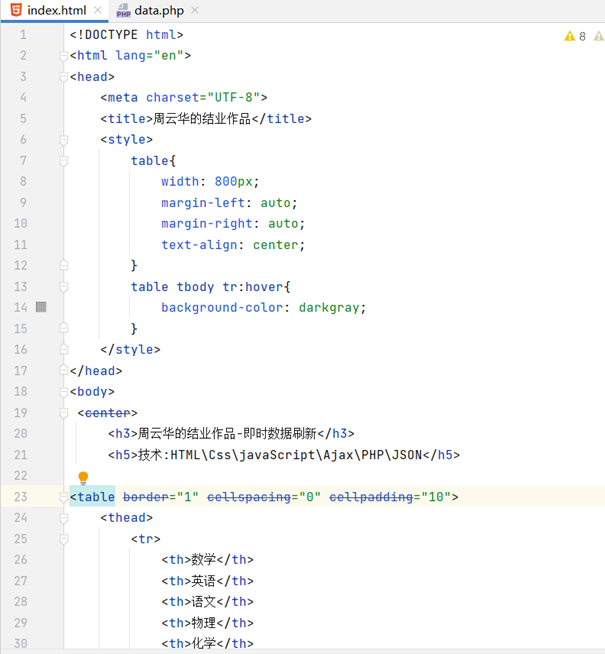 index.html data.php
1 <!DOCTYPE html> 8
2 <html lang="en">
3 <head>
4 <meta charset="UTF-8">
5 <title>周云华的结业作品</title>
6 <style>
7 table{
8 width: 800px;
9 margin-left: auto;
10 margin-right: auto;
11 text-align: center;
12 }
13 table tbody tr:hover{
14 background-color: darkgray;
15 }
16 </style>
17 </head>
18 <body>
19 <center>
20 <h3>周云华的结业作品-即时数据刷新</h3>
21 <h5>技术:HTML\Css\javaScript\Ajax\PHP\JSON</h5>
22
23 <table border="1" cellspacing="0" cellpadding="10">
24 <thead>
25 <tr>
26 <th>数学</th>
27 <th>英语</th>
28 <th>语文</th>
29 <th>物理</th>
30 <th>化学</th>